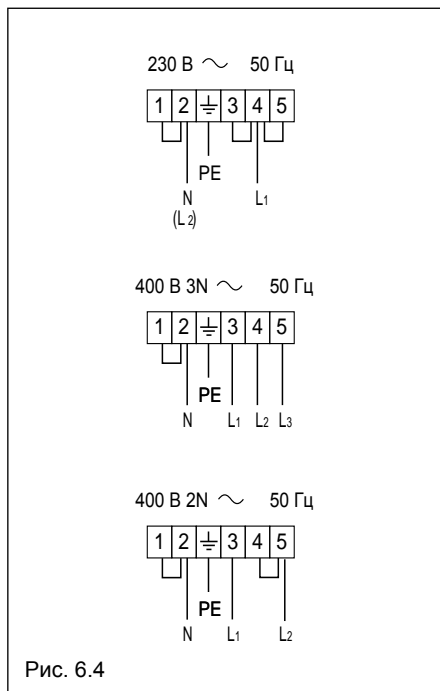 230 В ~ 50 Гц
1 2 ⏚ 3 4 5
PE
N L1
(L2)
400 В 3N ~ 50 Гц
1 2 ⏚ 3 4 5
PE
N L1 L2 L3
400 В 2N ~ 50 Гц
1 2 ⏚ 3 4 5
PE
N L1 L2
Рис. 6.4